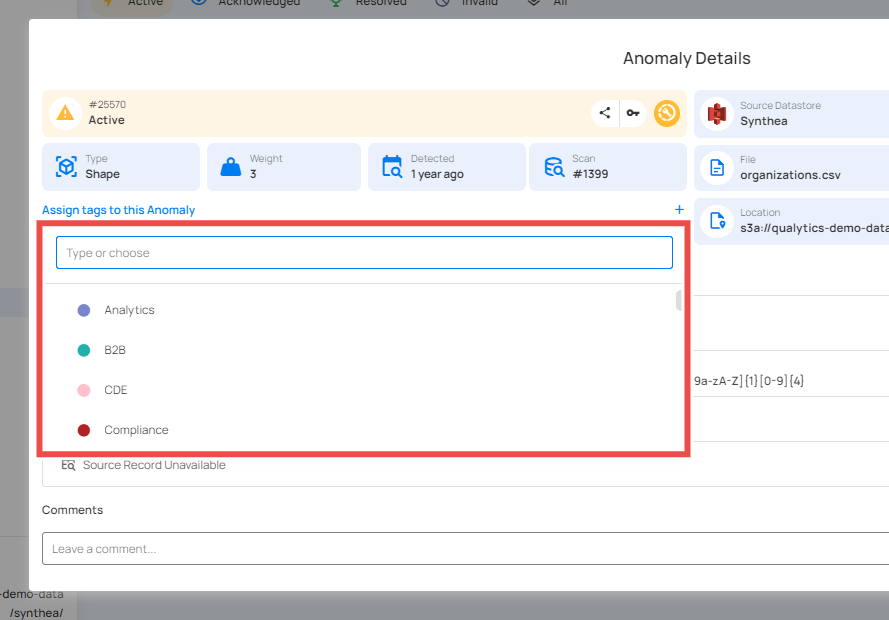 Active
Acknowledged
Resolved
Invalid
All
Anomaly Details
#25570
Active
Source Datastore
Synthea
Type
Shape
Weight
3
Detected
1 year ago
Scan
#1399
File
organizations.csv
Assign tags to this Anomaly
+
Location
s3a://qualytics-demo-data
Type or choose
Analytics
B2B
CDE
Compliance
9a-zA-Z]{1}[0-9]{4}
Source Record Unavailable
Comments
Leave a comment...
-demo-data
/synthea/